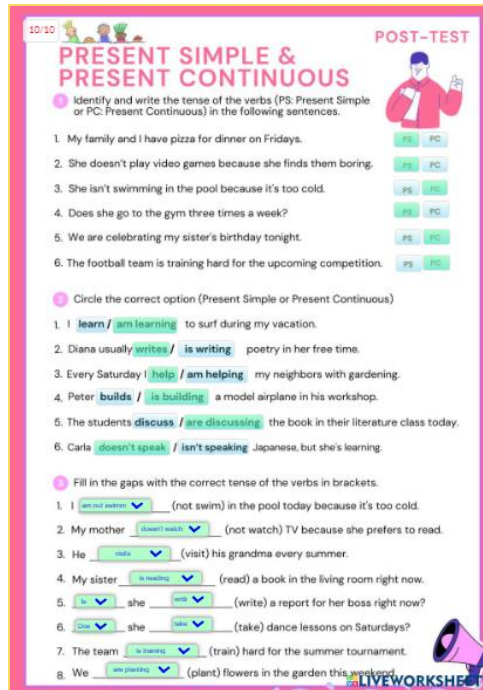 10/10
POST-TEST
PRESENT SIMPLE &
PRESENT CONTINUOUS
1 Identify and write the tense of the verbs (PS: Present Simple
or PC: Present Continuous) in the following sentences.
1. My family and I have pizza for dinner on Fridays. PS PC
2. She doesn't play video games because she finds them boring. PS PC
3. She isn't swimming in the pool because it's too cold. PS PC
4. Does she go to the gym three times a week? PS PC
5. We are celebrating my sister's birthday tonight. PS PC
6. The football team is training hard for the upcoming competition. PS PC
2 Circle the correct option (Present Simple or Present Continuous)
1. I learn / am learning to surf during my vacation.
2. Diana usually writes / is writing poetry in her free time.
3. Every Saturday I help / am helping my neighbors with gardening.
4. Peter builds / is building a model airplane in his workshop.
5. The students discuss / are discussing the book in their literature class today.
6. Carla doesn't speak / isn't speaking Japanese, but she's learning.
3 Fill in the gaps with the correct tense of the verbs in brackets.
1. I am not swimm (not swim) in the pool today because it's too cold.
2. My mother doesn't watch (not watch) TV because she prefers to read.
3. He visits (visit) his grandma every summer.
4. My sister is reading (read) a book in the living room right now.
5. Is she (write) a report for her boss right now?
6. she take (take) dance lessons on Saturdays?
7. The team is training (train) hard for the summer tournament.
8. We are planting (plant) flowers in the garden this weekend.
LIVEWORKSHEET